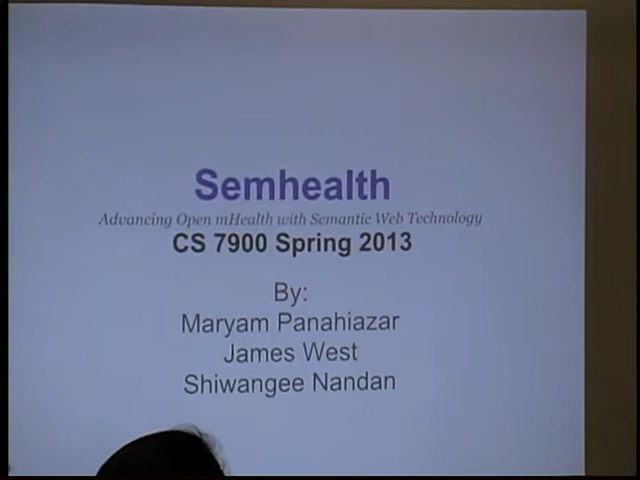 Semhealth
Advancing Open mHealth with Semantic Web Technology
CS 7900 Spring 2013
By:
Maryam Panahiazar
James West
Shiwangee Nandan